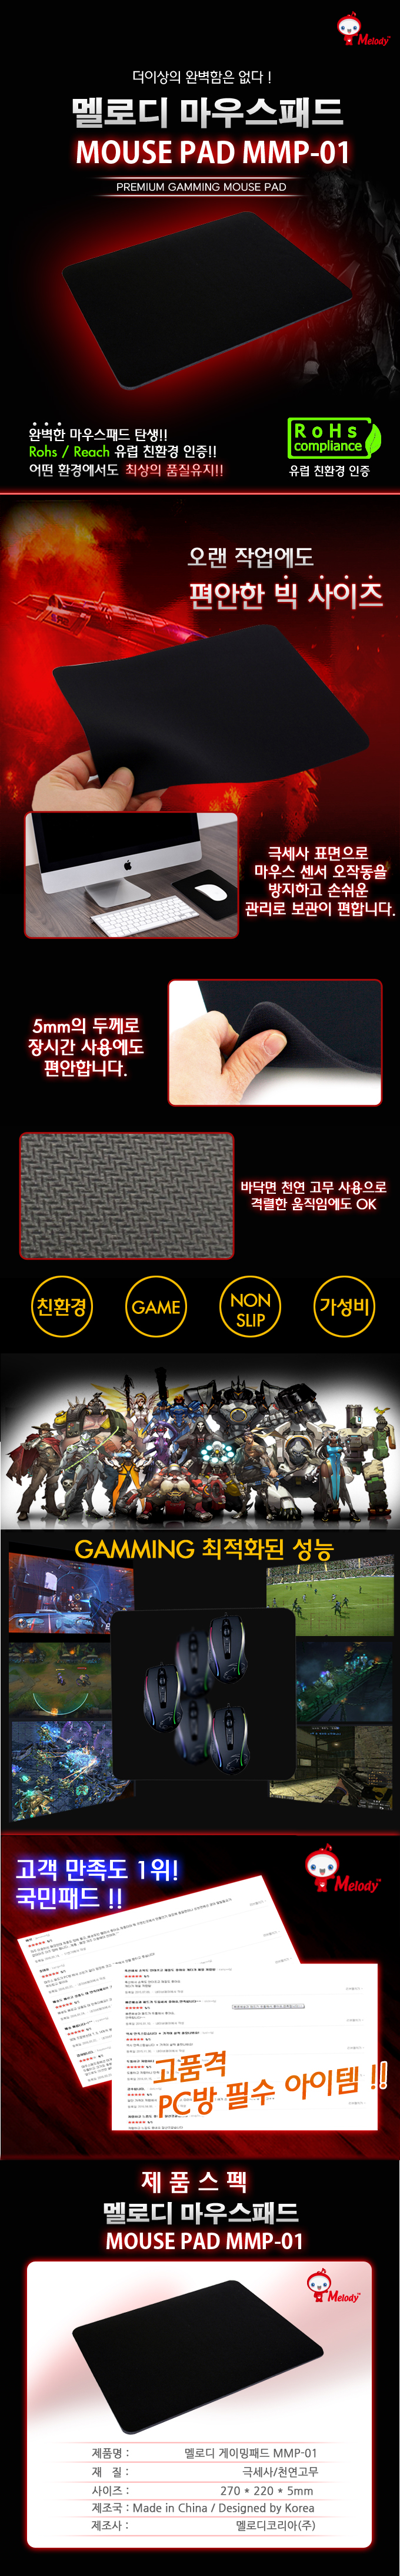 Melody
더이상의 완벽함은 없다 !
멜로디 마우스패드
MOUSE PAD MMP-01
PREMIUM GAMMING MOUSE PAD
완벽한 마우스패드 탄생!!
Rohs / Reach 유럽 친환경 인증!!
어떤 환경에서도 최상의 품질유지!!
RoHs
compliance
유럽 친환경 인증
오랜 작업에도
편안한 빅 사이즈
극세사 표면으로
마우스 센서 오작동을
방지하고 손쉬운
관리로 보관이 편합니다.
5mm의 두께로
장시간 사용에도
편안합니다.
바닥면 천연 고무 사용으로
격렬한 움직임에도 OK
친환경
GAME
NON
SLIP
가성비
GAMMING 최적화된 성능
고객 만족도 1위!
국민패드 !!
Melody
고품격
PC방 필수 아이템 !!
제 품 스 펙
멜로디 마우스패드
MOUSE PAD MMP-01
Melody
제품명 : 멜로디 게이밍패드 MMP-01
재 질 : 극세사/천연고무
사이즈 : 270 * 220 * 5mm
제조국 : Made in China / Designed by Korea
제조사 : 멜로디코리아(주)